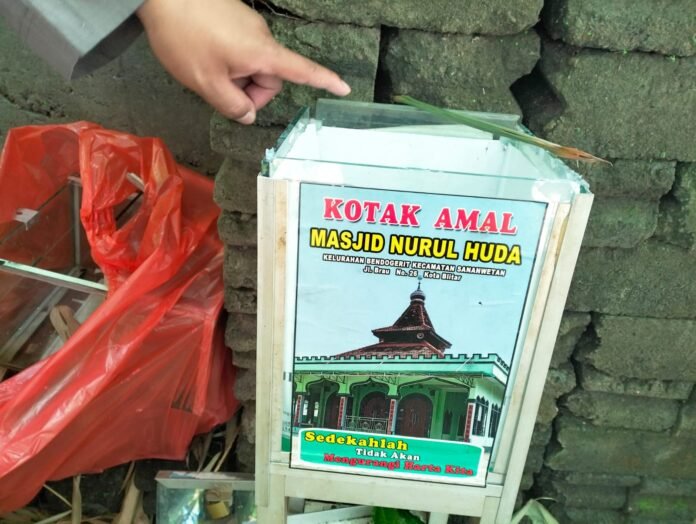 KOTAK AMAL
MASJID NURUL HUDA
KELURAHAN BENDOGERIT KECAMATAN SANANWETAN
Jl. Brau No. 26 Kota Blitar
Sedekahlah
Tidak Akan
Mengurangi Harta Kita